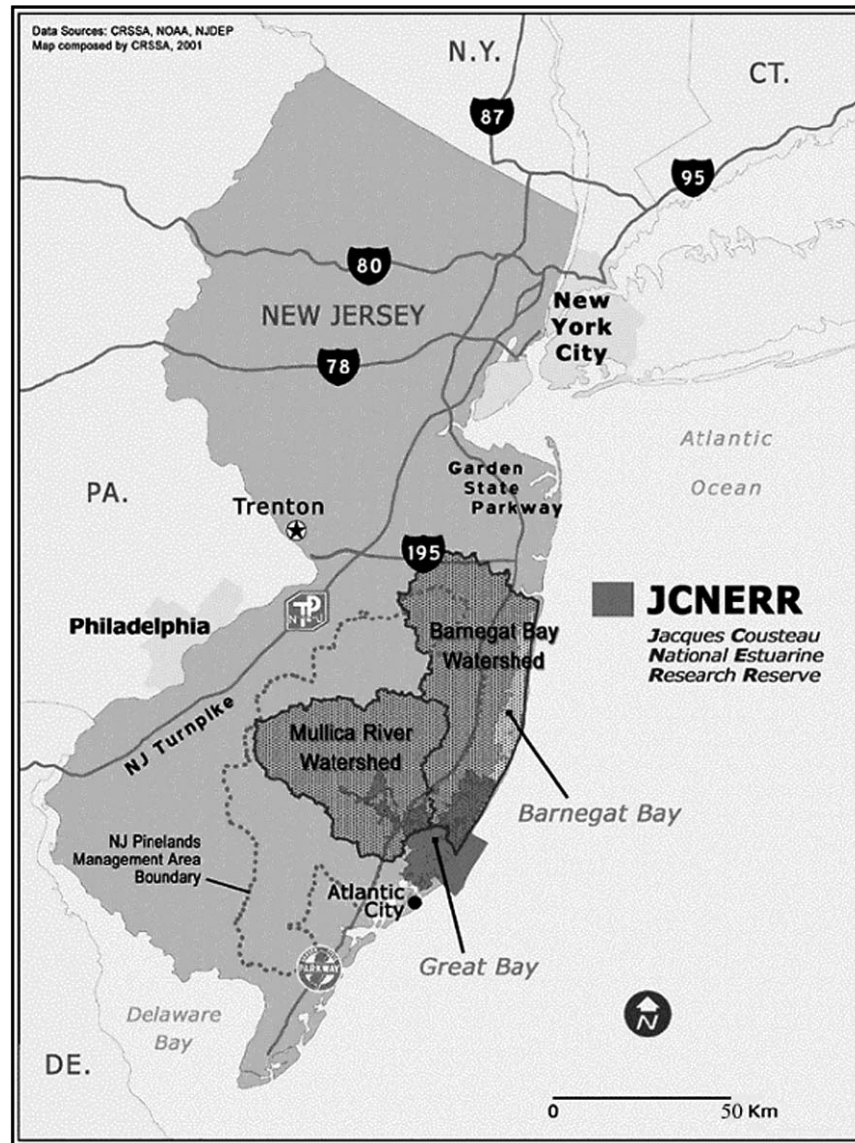 Data Sources: CRSSA, NOAA, NJDEP
Map composed by CRSSA, 2001
N.Y.
CT.
87
95
80
NEW JERSEY
New
York
City
78
Atlantic
Ocean
PA.
Garden
State
Parkway
Trenton
195
JCNERR
Jacques Cousteau
National Estuarine
Research Reserve
TP
N J
Philadelphia
Barnegat Bay
Watershed
NJ Turnpike
Mullica River
Watershed
Barnegat Bay
NJ Pinelands
Management Area
Boundary
Atlantic
City
PARKWAY
Great Bay
Delaware
Bay
N
DE.
0 50 Km